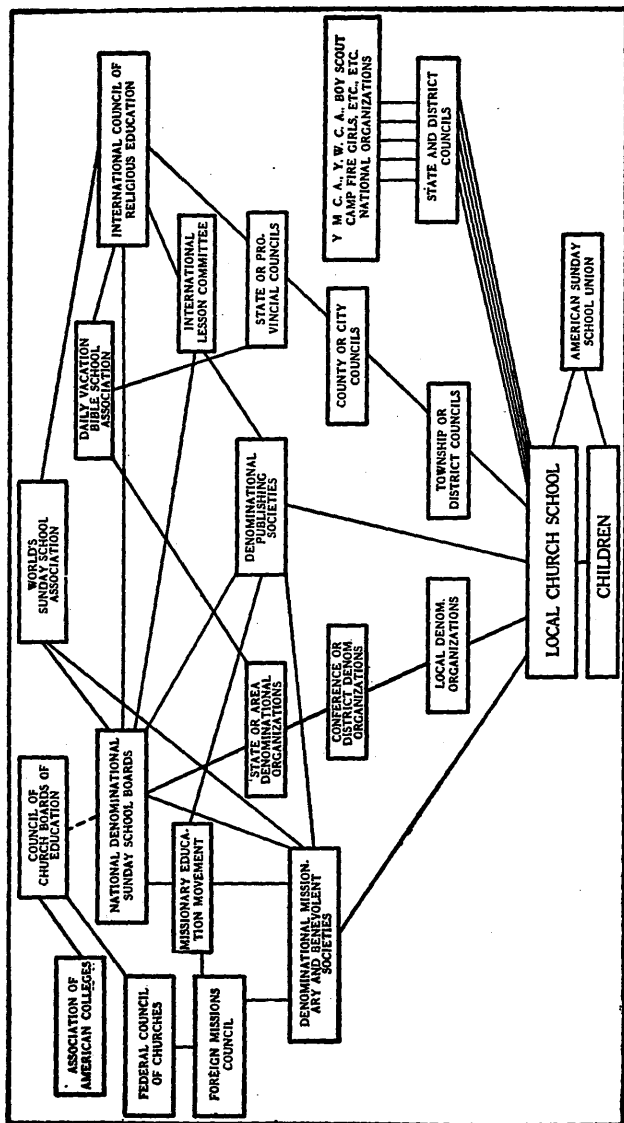 COUNCIL OF
CHURCH BOARDS OF
EDUCATION
WORLD'S
SUNDAY SCHOOL
ASSOCIATION
ASSOCIATION OF
AMERICAN COLLEGES
NATIONAL DENOMINATIONAL
SUNDAY SCHOOL BOARDS
DAILY VACATION
BIBLE SCHOOL
ASSOCIATION
INTERNATIONAL COUNCIL OF
RELIGIOUS EDUCATION
FEDERAL COUNCIL
OF CHURCHES
MISSIONARY EDUCA-
TION MOVEMENT
INTERNATIONAL
LESSON COMMITTEE
FOREIGN MISSIONS
COUNCIL
STATE OR AREA
DENOMINATIONAL
ORGANIZATIONS
DENOMINATIONAL
PUBLISHING
SOCIETIES
STATE OR PRO-
VINCIAL COUNCILS
DENOMINATIONAL MISSION-
ARY AND BENEVOLENT
SOCIETIES
CONFERENCE OR
DISTRICT DENOM.
ORGANIZATIONS
COUNTY OR CITY
COUNCILS
Y M C A., Y. W. C. A., BOY SCOUT
CAMP FIRE GIRLS, ETC., ETC.
NATIONAL ORGANIZATIONS
LOCAL DENOM.
ORGANIZATIONS
TOWNSHIP OR
DISTRICT COUNCILS
STATE AND DISTRICT
COUNCILS
LOCAL CHURCH SCHOOL
AMERICAN SUNDAY
SCHOOL UNION
CHILDREN